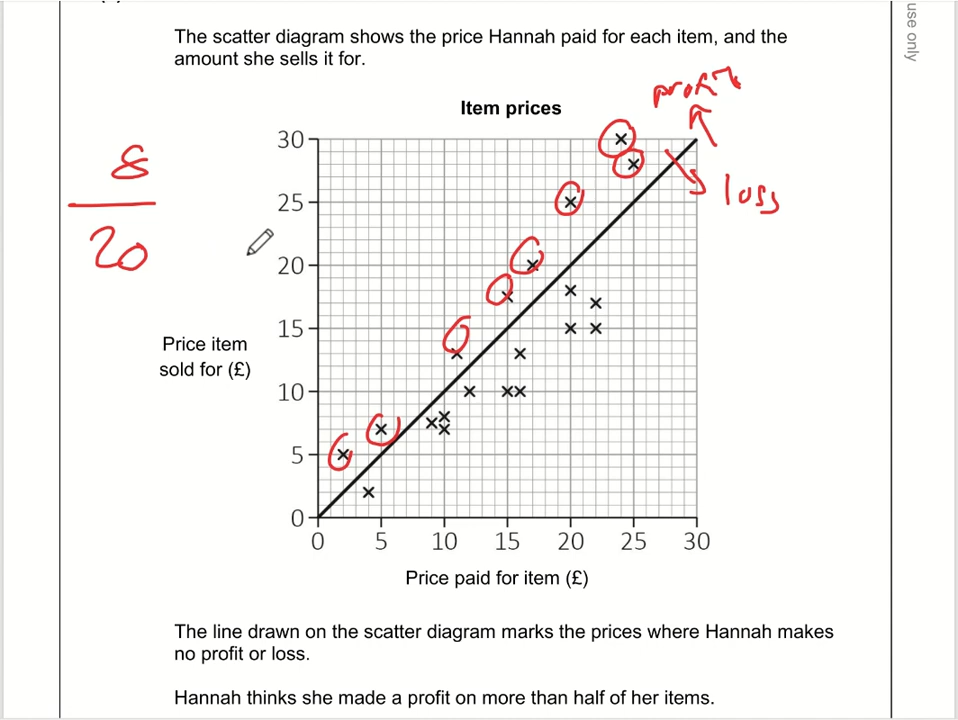 use only
The scatter diagram shows the price Hannah paid for each item, and the
amount she sells it for.
profit
Item prices
30
8
25
loss
20
20
15
Price item
sold for (£)
10
5
0
0 5 10 15 20 25 30
Price paid for item (£)
The line drawn on the scatter diagram marks the prices where Hannah makes
no profit or loss.
Hannah thinks she made a profit on more than half of her items.